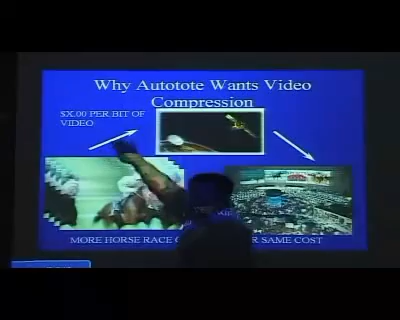 Why Autotote Wants Video
Compression
$X.00 PER BIT OF
VIDEO
MORE HORSE RACE
SAME COST